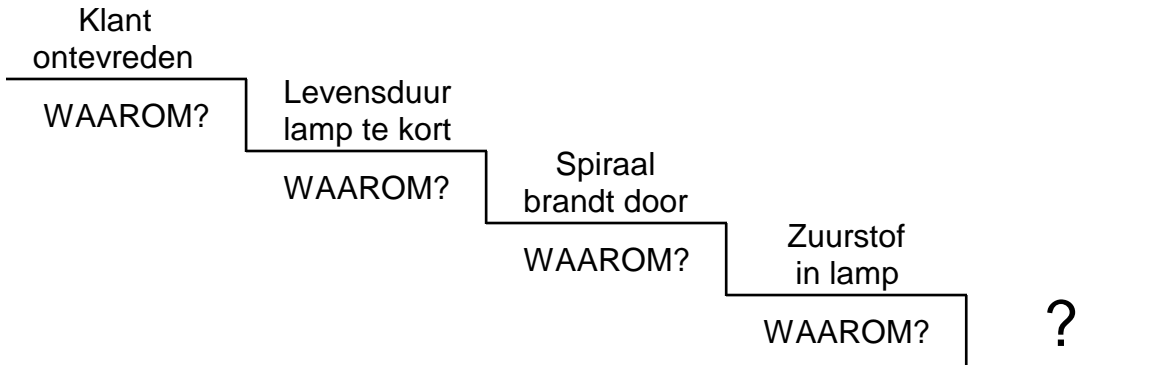 Klant
ontevreden
WAAROM?
Levensduur
lamp te kort
WAAROM?
Spiraal
brandt door
WAAROM?
Zuurstof
in lamp
WAAROM?
?